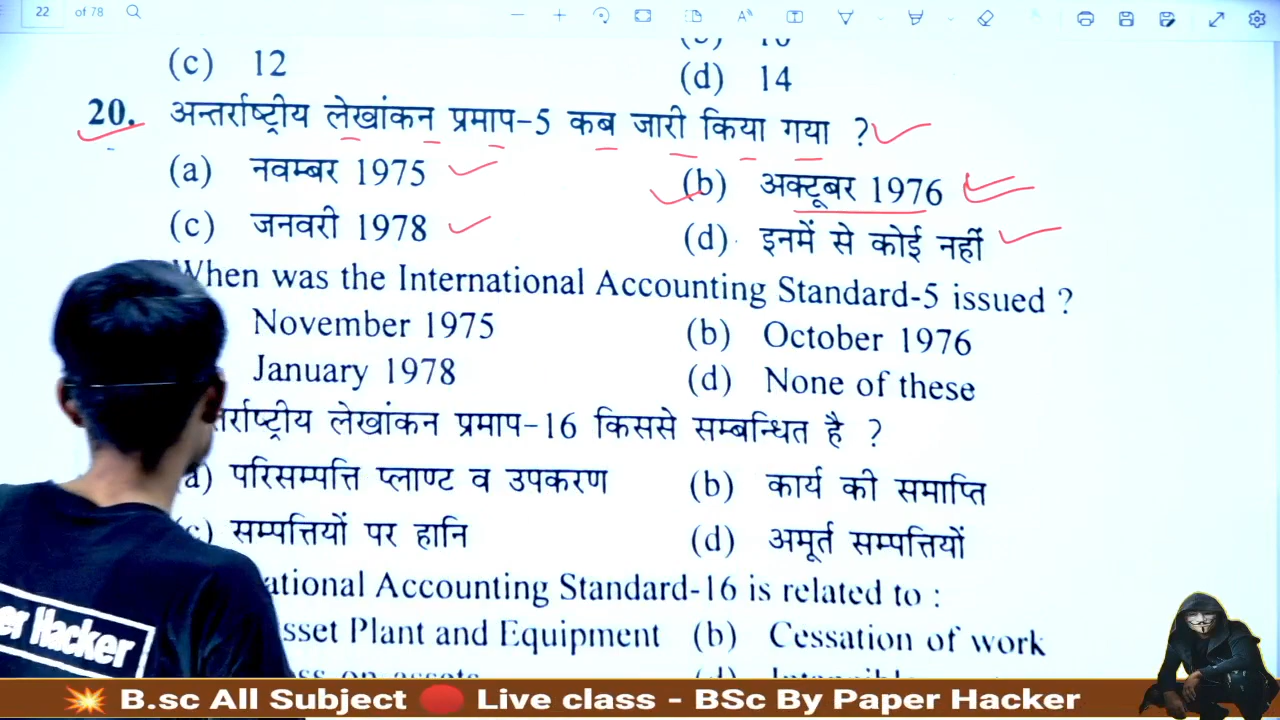 22 of 78
(c) 12
(d) 14
20. अन्तर्राष्ट्रीय लेखांकन प्रमाप-5 कब जारी किया गया ?
(a) नवम्बर 1975 (b) अक्टूबर 1976
(c) जनवरी 1978 (d) इनमें से कोई नहीं
When was the International Accounting Standard-5 issued ?
November 1975 (b) October 1976
January 1978 (d) None of these
लेखांकन प्रमाप-16 किससे सम्बन्धित है ?
(a) परिसम्पत्ति प्लाण्ट व उपकरण (b) कार्य की समाप्ति
(c) सम्पत्तियों पर हानि (d) अमूर्त सम्पत्तियों
Accounting Standard-16 is related to :
Plant and Equipment (b) Cessation of work
on assets
Hacker
💥 B.sc All Subject 🔴 Live class - BSc By Paper Hacker